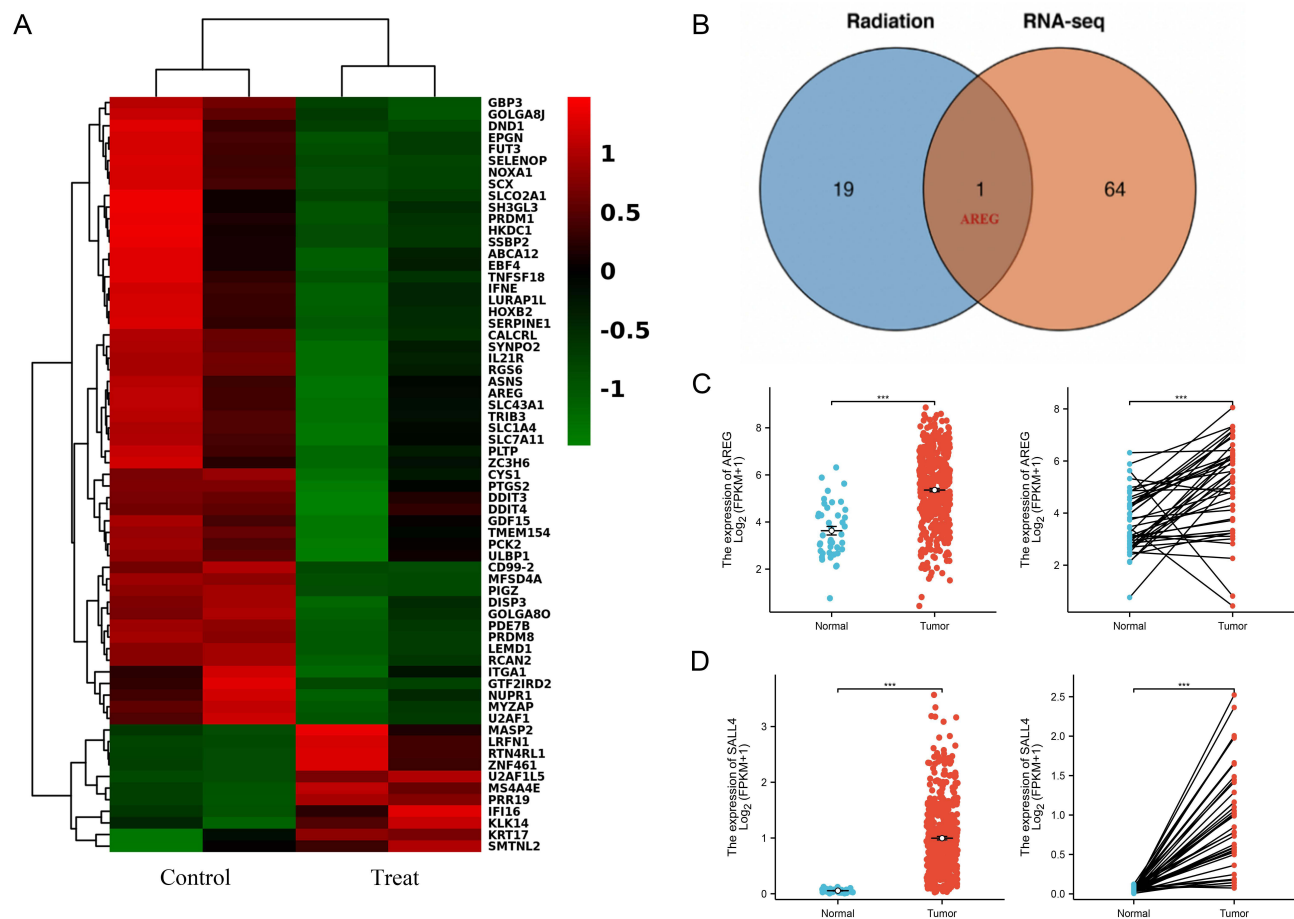 A
GBP3
GOLGA8J
DND1
EPGN
FUT3
SELENOP
NOXA1
SCX
SLCO2A1
SH3GL3
PRDM1
HKDC1
SSBP2
ABCA12
EBF4
TNFSF18
IFNE
LURAP1L
HOXB2
SERPINE1
CALCRL
SYNPO2
IL21R
RGS6
ASNS
AREG
SLC43A1
TRIB3
SLC1A4
SLC7A11
PLTP
ZC3H6
CYS1
PTGS2
DDIT3
DDIT4
GDF15
TMEM154
PCK2
ULBP1
CD99-2
MFSD4A
PIGZ
DISP3
GOLGA8O
PDE7B
PRDM8
LEMD1
RCAN2
ITGA1
GTF2IRD2
NUPR1
MYZAP
U2AF1
MASP2
LRFN1
RTN4RL1
ZNF461
U2AF1L5
MS4A4E
PRR19
IFI16
KLK14
KRT17
SMTNL2
1
0.5
0
-0.5
-1
Control Treat
B
Radiation RNA-seq
19 1 64
AREG
C
The expression of AREG
Log2 (FPKM+1)
8
6
4
2
***
Normal Tumor
The expression of AREG
Log2 (FPKM+1)
8
6
4
2
***
Normal Tumor
D
The expression of SALL4
Log2 (FPKM+1)
3
2
1
0
***
Normal Tumor
The expression of SALL4
Log2 (FPKM+1)
2.5
2.0
1.5
1.0
0.5
0.0
***
Normal Tumor